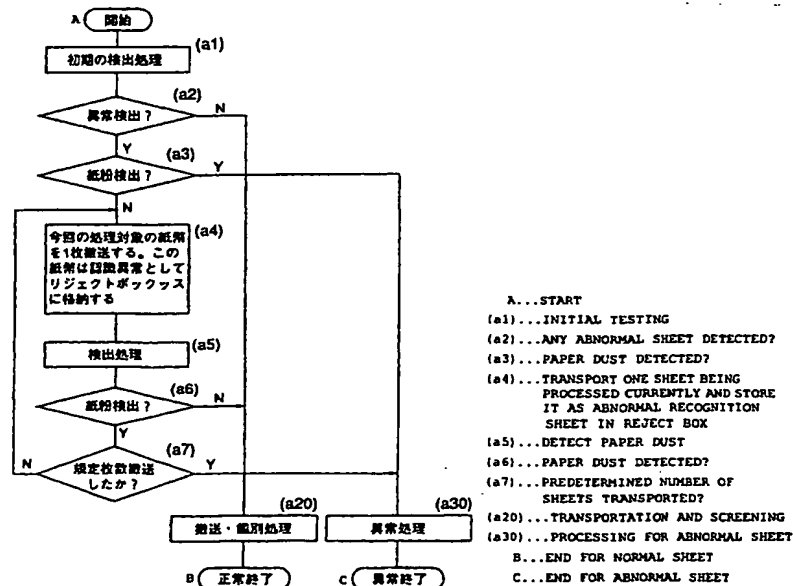 A 開始
(a1)
初期の検出処理
(a2)
異常検出？ N
Y
(a3)
紙粉検出？ Y
N
(a4)
今回の処理対象の紙幣
を1枚搬送する。この
紙幣は認識異常として
リジェクトボックッス
に格納する
(a5)
検出処理
(a6)
紙粉検出？ N
Y
(a7)
N 規定枚数搬送 Y
したか？
(a20) (a30)
搬送・鑑別処理 異常処理
B 正常終了 C 異常終了
A...START
(a1)...INITIAL TESTING
(a2)...ANY ABNORMAL SHEET DETECTED?
(a3)...PAPER DUST DETECTED?
(a4)...TRANSPORT ONE SHEET BEING
PROCESSED CURRENTLY AND STORE
IT AS ABNORMAL RECOGNITION
SHEET IN REJECT BOX
(a5)...DETECT PAPER DUST
(a6)...PAPER DUST DETECTED?
(a7)...PREDETERMINED NUMBER OF
SHEETS TRANSPORTED?
(a20)...TRANSPORTATION AND SCREENING
(a30)...PROCESSING FOR ABNORMAL SHEET
B...END FOR NORMAL SHEET
C...END FOR ABNORMAL SHEET